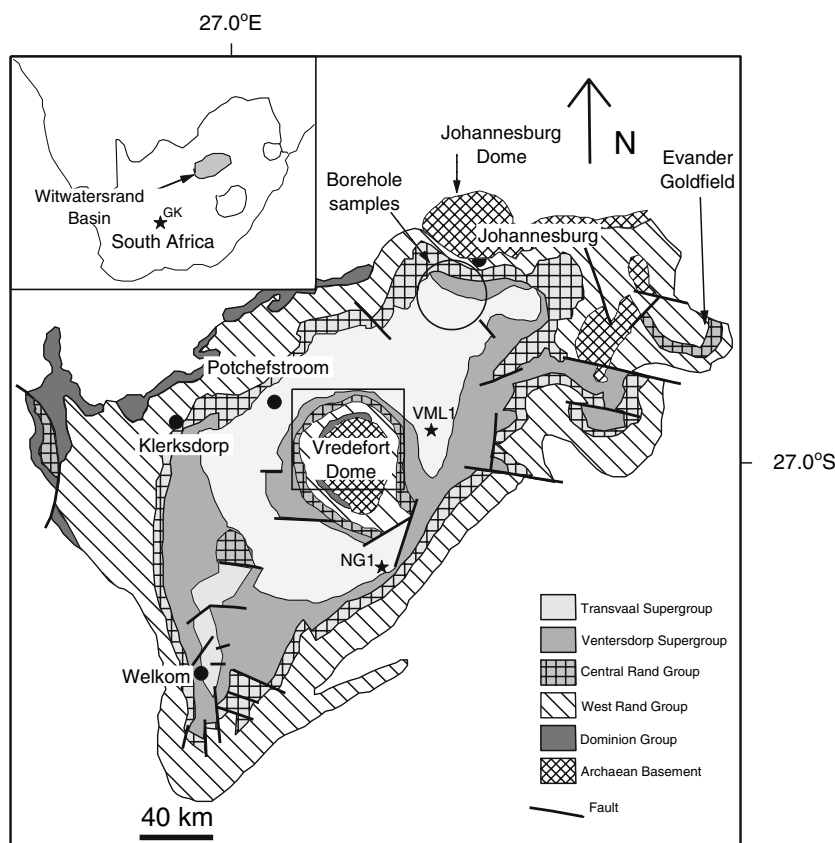 27.0°E
Johannesburg
Dome
N
Evander
Goldfield
Borehole
samples
Witwatersrand
Basin
GK
South Africa
Johannesburg
Potchefstroom
VML1
Klerksdorp
Vredefort
Dome
27.0°S
NG1
Welkom
Transvaal Supergroup
Ventersdorp Supergroup
Central Rand Group
West Rand Group
Dominion Group
Archaean Basement
Fault
40 km